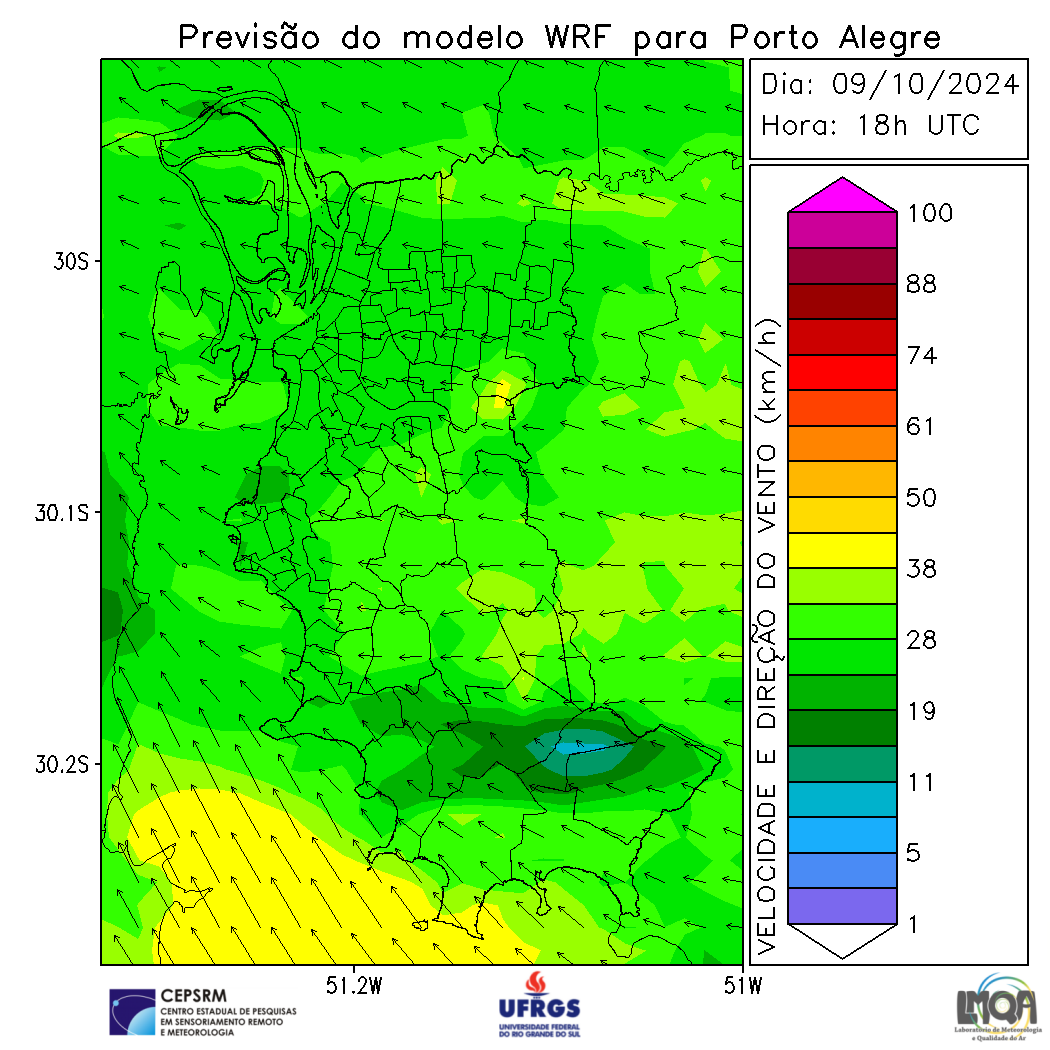 Previsão do modelo WRF para Porto Alegre
Dia: 09/10/2024
Hora: 18h UTC
30S
30.1S
30.2S
51.2W
51W
VELOCIDADE E DIREÇÃO DO VENTO (km/h)
100
88
74
61
50
38
28
19
11
5
1
CEPSRM
CENTRO ESTADUAL DE PESQUISAS
EM SENSORIAMENTO REMOTO
E METEOROLOGIA
UFRGS
UNIVERSIDADE FEDERAL
DO RIO GRANDE DO SUL
LMQA
Laboratório de Meteorologia
e Qualidade do Ar